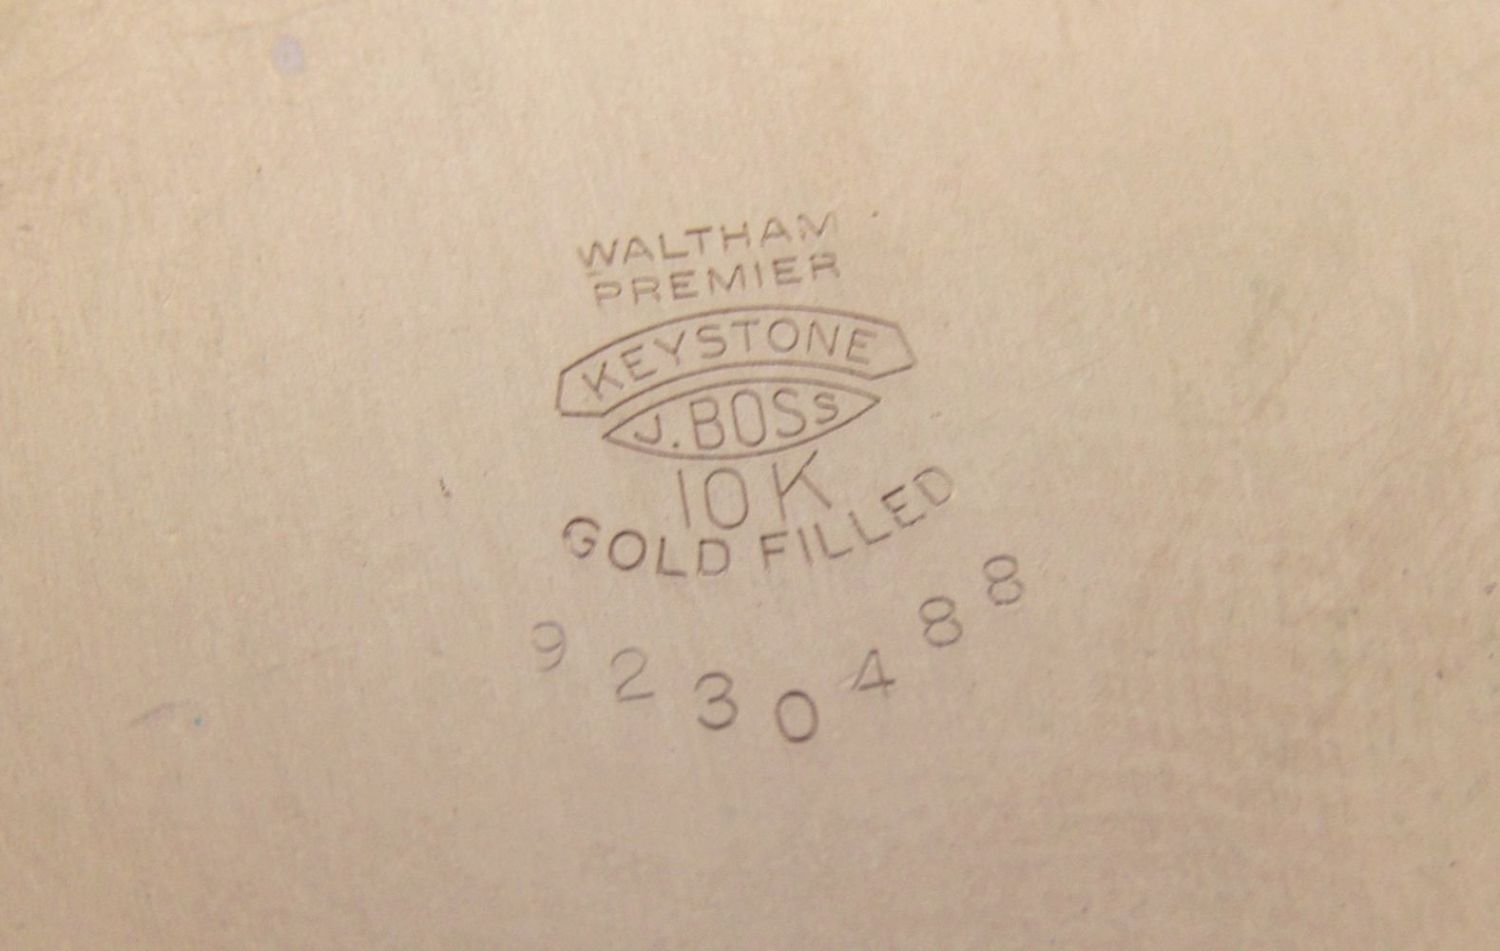 WALTHAM
PREMIER
KEYSTONE
J. BOSS
10K
GOLD FILLED
9230488